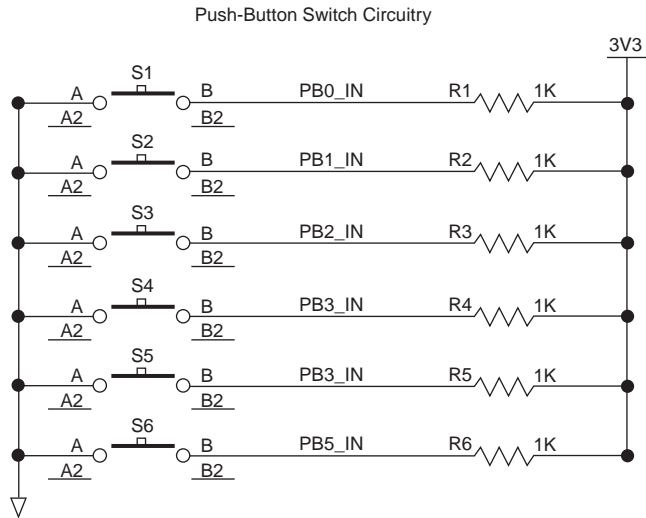 Push-Button Switch Circuitry
3V3
S1
A B PB0_IN R1 1K
A2 B2
S2
A B PB1_IN R2 1K
A2 B2
S3
A B PB2_IN R3 1K
A2 B2
S4
A B PB3_IN R4 1K
A2 B2
S5
A B PB3_IN R5 1K
A2 B2
S6
A B PB5_IN R6 1K
A2 B2